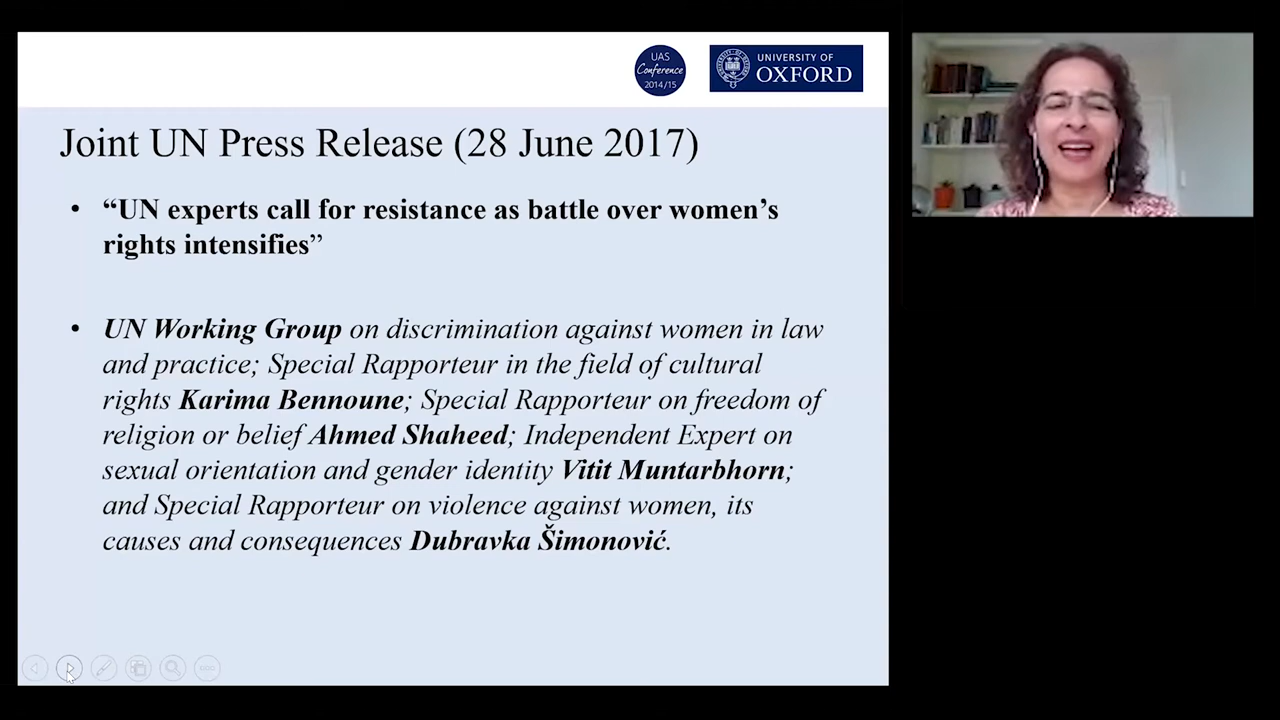 UAS
Conference
2014/15
UNIVERSITY OF
OXFORD
Joint UN Press Release (28 June 2017)
• “UN experts call for resistance as battle over women’s
rights intensifies”
• UN Working Group on discrimination against women in law
and practice; Special Rapporteur in the field of cultural
rights Karima Bennoune; Special Rapporteur on freedom of
religion or belief Ahmed Shaheed; Independent Expert on
sexual orientation and gender identity Vitit Muntarbhorn;
and Special Rapporteur on violence against women, its
causes and consequences Dubravka Šimonović.